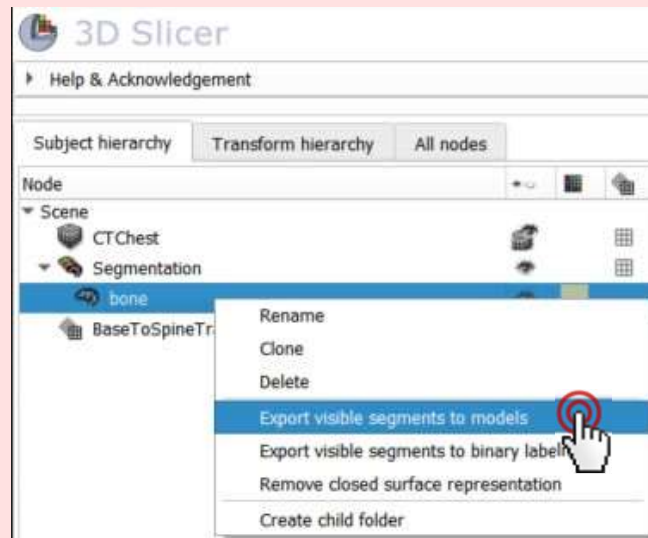 3D Slicer
Help & Acknowledgement
Subject hierarchy Transform hierarchy All nodes
Node
Scene
CTChest
Segmentation
bone
BaseToSpineTr
Rename
Clone
Delete
Export visible segments to models
Export visible segments to binary label
Remove closed surface representation
Create child folder